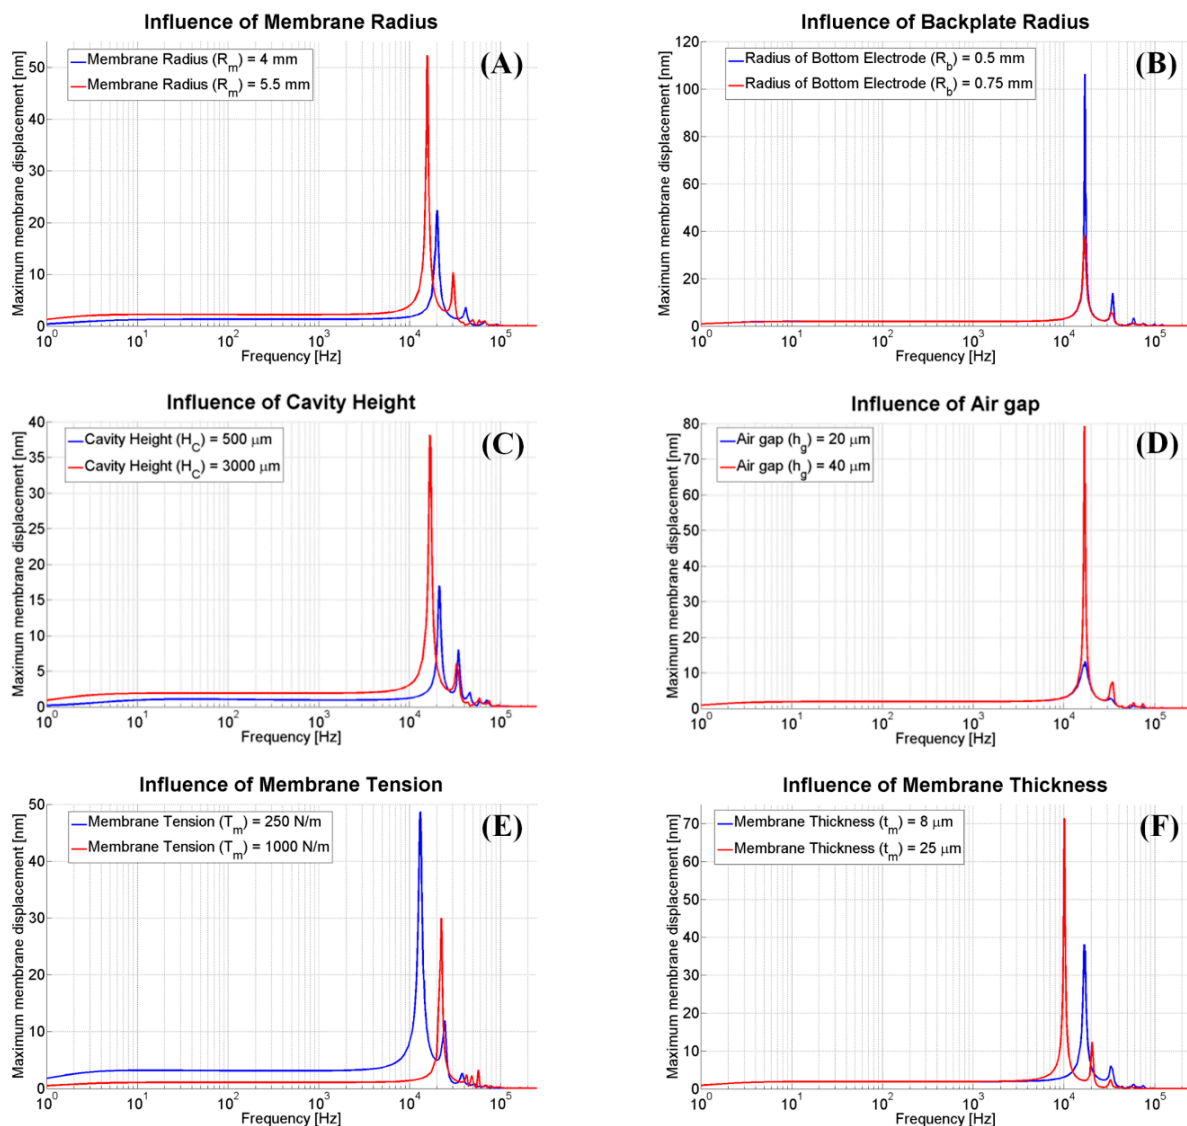 Influence of Membrane Radius
Maximum membrane displacement [nm]
50
40
30
20
10
0
Membrane Radius (R_m) = 4 mm
Membrane Radius (R_m) = 5.5 mm
(A)
10^0 10^1 10^2 10^3 10^4 10^5
Frequency [Hz]
Influence of Backplate Radius
Maximum membrane displacement [nm]
120
100
80
60
40
20
0
Radius of Bottom Electrode (R_b) = 0.5 mm
Radius of Bottom Electrode (R_b) = 0.75 mm
(B)
10^0 10^1 10^2 10^3 10^4 10^5
Frequency [Hz]
Influence of Cavity Height
Maximum membrane displacement [nm]
40
35
30
25
20
15
10
5
0
Cavity Height (H_C) = 500 μm
Cavity Height (H_C) = 3000 μm
(C)
10^0 10^1 10^2 10^3 10^4 10^5
Frequency [Hz]
Influence of Air gap
Maximum membrane displacement [nm]
80
70
60
50
40
30
20
10
0
Air gap (h_g) = 20 μm
Air gap (h_g) = 40 μm
(D)
10^0 10^1 10^2 10^3 10^4 10^5
Frequency [Hz]
Influence of Membrane Tension
Maximum membrane displacement [nm]
50
40
30
20
10
0
Membrane Tension (T_m) = 250 N/m
Membrane Tension (T_m) = 1000 N/m
(E)
10^0 10^1 10^2 10^3 10^4 10^5
Frequency [Hz]
Influence of Membrane Thickness
Maximum membrane displacement [nm]
70
60
50
40
30
20
10
0
Membrane Thickness (t_m) = 8 μm
Membrane Thickness (t_m) = 25 μm
(F)
10^0 10^1 10^2 10^3 10^4 10^5
Frequency [Hz]